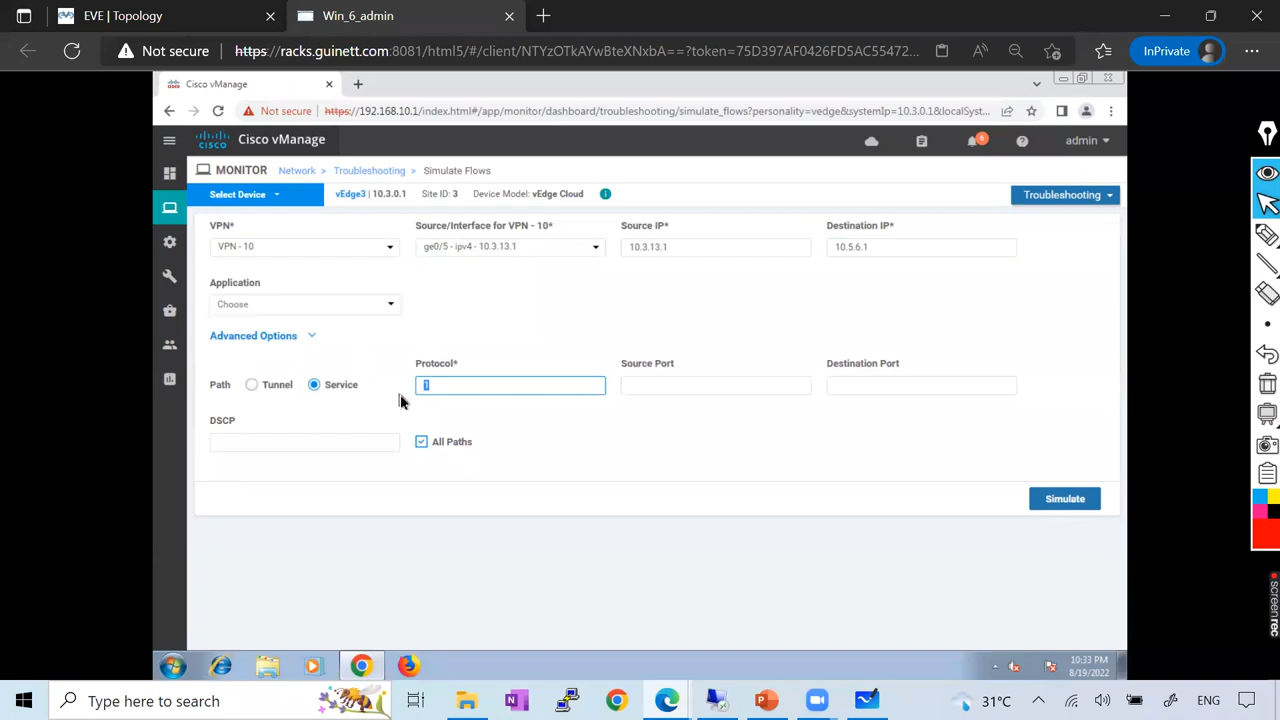 EVE | Topology
Win_6_admin
Not secure
https://racks.guinett.com:8081/html5/#/client/NTYzOTkAYwBteXNxbA==?token=75D397AF0426FD5AC55472...
InPrivate
Cisco vManage
Not secure
https://192.168.10.1/index.html#/app/monitor/dashboard/troubleshooting/simulate_flows?personality=vedge&systemIp=10.3.0.1&localSyst...
CISCO
Cisco vManage
6
admin
MONITOR
Network > Troubleshooting > Simulate Flows
Select Device
vEdge3 | 10.3.0.1 Site ID: 3 Device Model: vEdge Cloud
Troubleshooting
VPN* Source/Interface for VPN - 10* Source IP* Destination IP*
VPN - 10 ge0/5 - ipv4 - 10.3.13.1 10.3.13.1 10.5.6.1
Application
Choose
Advanced Options
Protocol* Source Port Destination Port
Path Tunnel Service 1
DSCP
All Paths
Simulate
screenrec
10:33 PM
8/19/2022
Type here to search
31°C
ENG